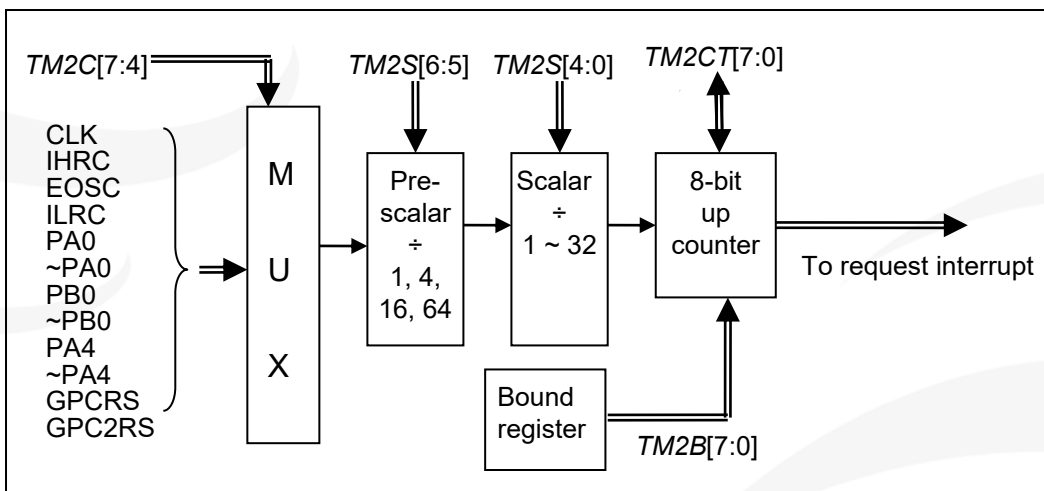 TM2C[7:4]
TM2S[6:5]
TM2S[4:0]
TM2CT[7:0]
CLK
IHRC
EOSC
ILRC
PA0
~PA0
PB0
~PB0
PA4
~PA4
GPCRS
GPC2RS
M
U
X
Pre-
scalar
÷
1, 4,
16, 64
Scalar
÷
1 ~ 32
8-bit
up
counter
To request interrupt
Bound
register
TM2B[7:0]